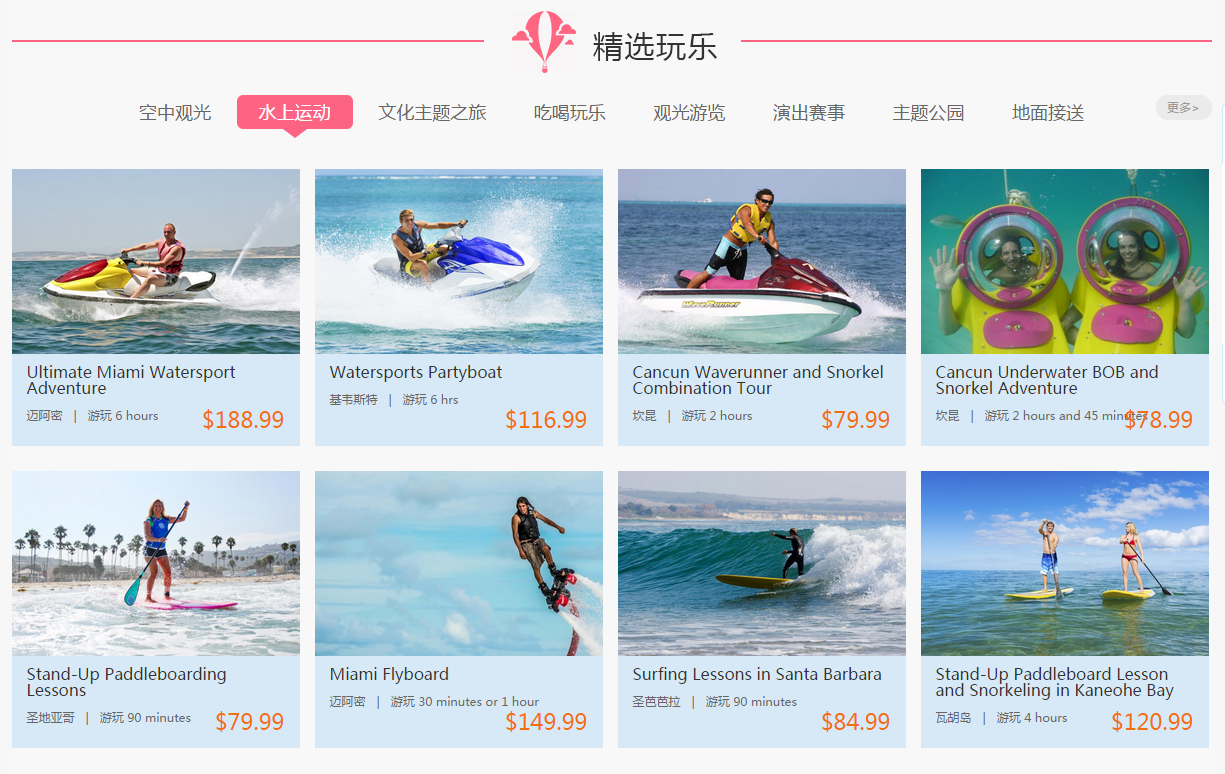 精选玩乐
空中观光 水上运动 文化主题之旅 吃喝玩乐 观光游览 演出赛事 主题公园 地面接送 更多>
WaveRunner
Ultimate Miami Watersport
Adventure
迈阿密 | 游玩 6 hours $188.99
Watersports Partyboat
基韦斯特 | 游玩 6 hrs
$116.99
Cancun Waverunner and Snorkel
Combination Tour
坎昆 | 游玩 2 hours $79.99
Cancun Underwater BOB and
Snorkel Adventure
坎昆 | 游玩 2 hours and 45 minutes $78.99
Stand-Up Paddleboarding
Lessons
圣地亚哥 | 游玩 90 minutes $79.99
Miami Flyboard
迈阿密 | 游玩 30 minutes or 1 hour
$149.99
Surfing Lessons in Santa Barbara
圣芭芭拉 | 游玩 90 minutes
$84.99
Stand-Up Paddleboard Lesson
and Snorkeling in Kaneohe Bay
瓦胡岛 | 游玩 4 hours $120.99